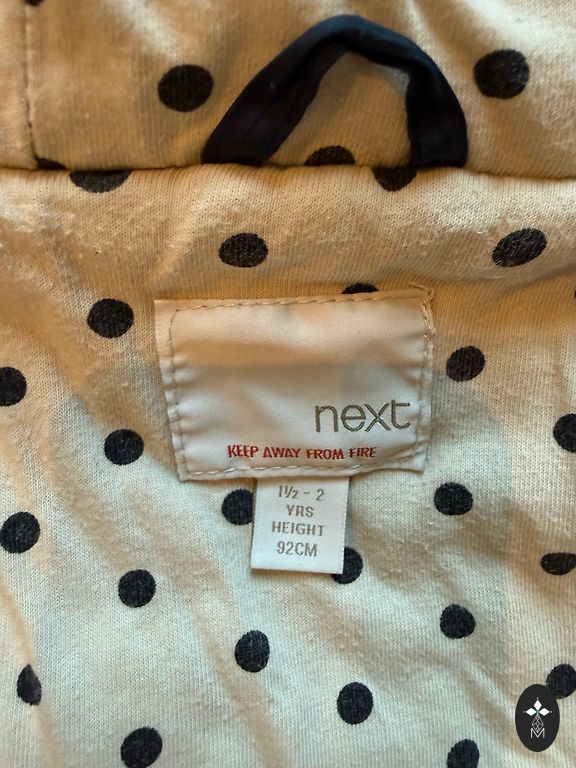 next
KEEP AWAY FROM FIRE
1½ - 2
YRS
HEIGHT
92CM